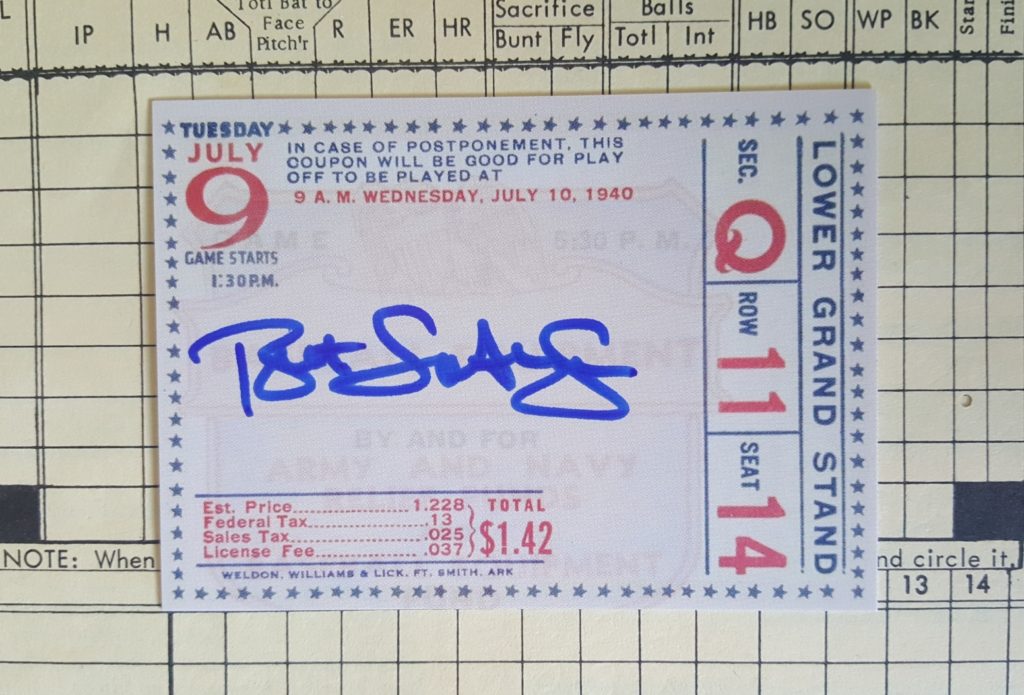 L IP H AB Totl Bat to Face Pitch'r R ER HR Sacrifice Bunt Fly Balls Totl Int HB SO WP BK
TUESDAY
JULY
9
GAME STARTS
1:30 P.M.
IN CASE OF POSTPONEMENT, THIS
COUPON WILL BE GOOD FOR PLAY
OFF TO BE PLAYED AT
9 A. M. WEDNESDAY, JULY 10, 1940
SEC.
Q
ROW
11
SEAT
14
LOWER GRAND STAND
BY AND FOR
ARMY AND NAVY
Est. Price 1.228
Federal Tax .13
Sales Tax .025
License Fee .037
TOTAL
$1.42
WELDON, WILLIAMS & LICK, FT. SMITH, ARK
NOTE: When
nd circle it,
13 14